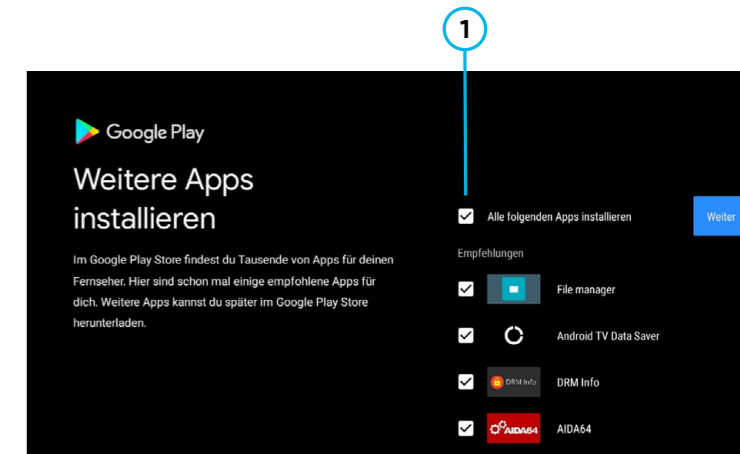 1
Google Play
Weitere Apps
installieren
Im Google Play Store findest du Tausende von Apps für deinen
Fernseher. Hier sind schon mal einige empfohlene Apps für
dich. Weitere Apps kannst du später im Google Play Store
herunterladen.
Alle folgenden Apps installieren
Weiter
Empfehlungen
File manager
Android TV Data Saver
DRM Info
DRM Info
AIDA64
AIDA64